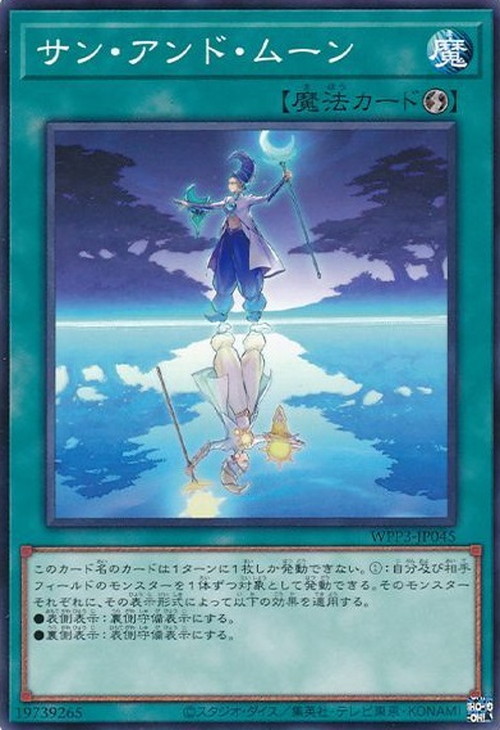 サン・アンド・ムーン
魔
【魔法カード】
WPP3-JP045
このカード名のカードは1ターンに1枚しか発動できない。①:自分及び相手
フィールドのモンスターを1体ずつ対象として発動できる。そのモンスター
それぞれに、その表示形式によって以下の効果を適用する。
●表側表示:裏側守備表示にする。
●裏側表示:表側守備表示にする。
19739265
©スタジオ・ダイス/集英社・テレビ東京・KONAMI